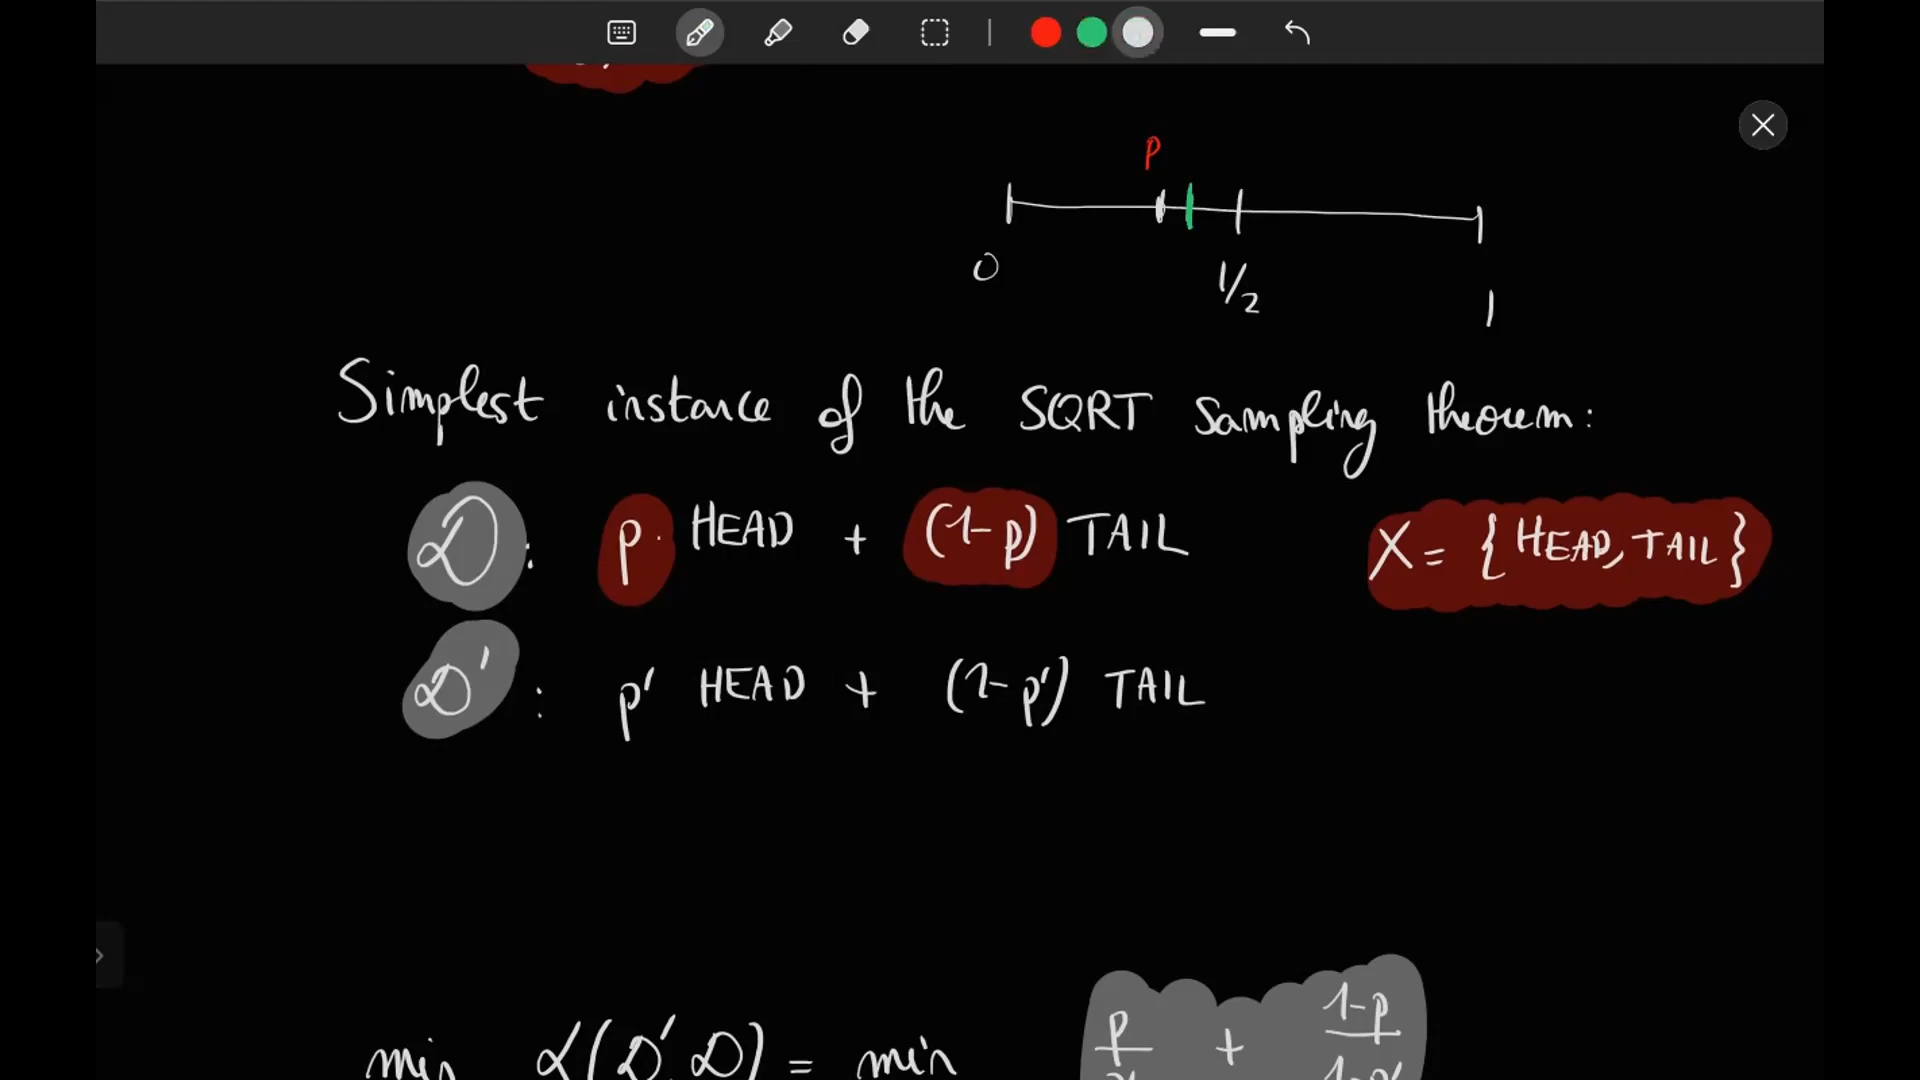 p
0 1/2 1
Simplest instance of the SQRT sampling theorem:
D: p· HEAD + (1-p) TAIL X = {HEAD, TAIL}
D': p' HEAD + (1-p') TAIL
min L(D', D) = min p + 1-p